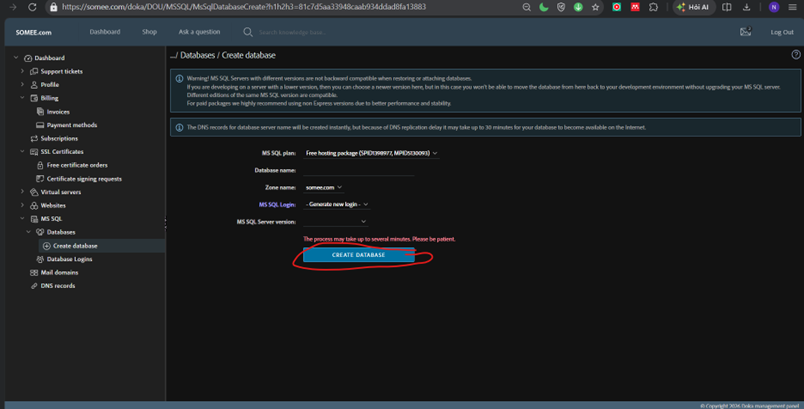 https://somee.com/doka/DOU/MSSQL/MsSqlDatabaseCreate?h1h2h3=81c7d5aa33948caab934ddad8fa13883
Hỏi AI
N
SOMEE.com
Dashboard
Shop
Ask a question
Search knowledge base...
Log Out
Dashboard
Support tickets
Profile
Billing
Invoices
Payment methods
Subscriptions
SSL Certificates
Free certificate orders
Certificate signing requests
Virtual servers
Websites
MS SQL
Databases
Create database
Database Logins
Mail domains
DNS records
.../ Databases / Create database
Warning! MS SQL Servers with different versions are not backward compatible when restoring or attaching databases.
If you are developing on a server with a lower version, then you can choose a newer version here, but in this case you won't be able to move the database from here back to your development environment without upgrading your MS SQL server.
Different editions of the same MS SQL version are compatible.
For paid packages we highly recommend using non Express versions due to better performance and stability.
The DNS records for database server name will be created instantly, but because of DNS replication delay it may take up to 30 minutes for your database to become available on the Internet.
MS SQL plan: Free hosting package (SPID1398977, MPID5130093)
Database name:
Zone name: somee.com
MS SQL Login: - Generate new login -
MS SQL Server version:
The process may take up to several minutes. Please be patient.
CREATE DATABASE
© Copyright 2026 Doka management panel